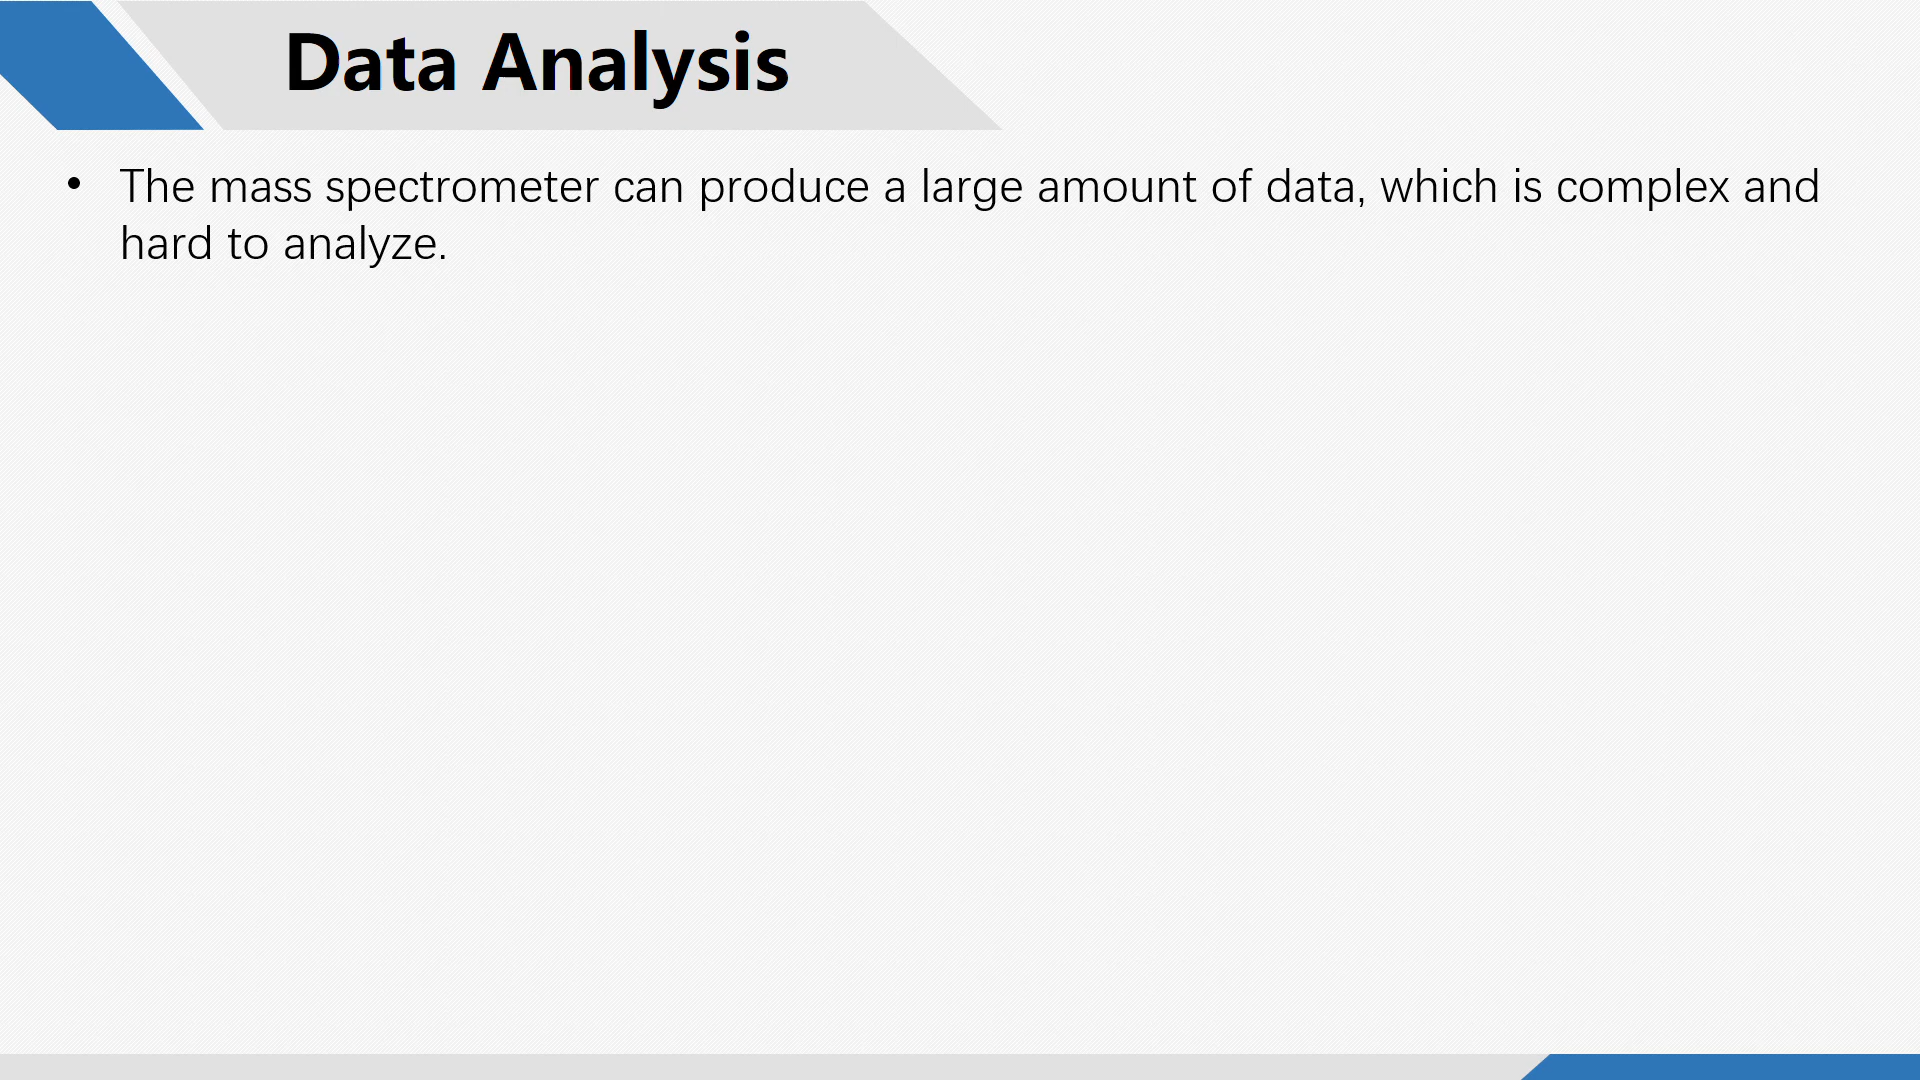 Data Analysis
• The mass spectrometer can produce a large amount of data, which is complex and
hard to analyze.